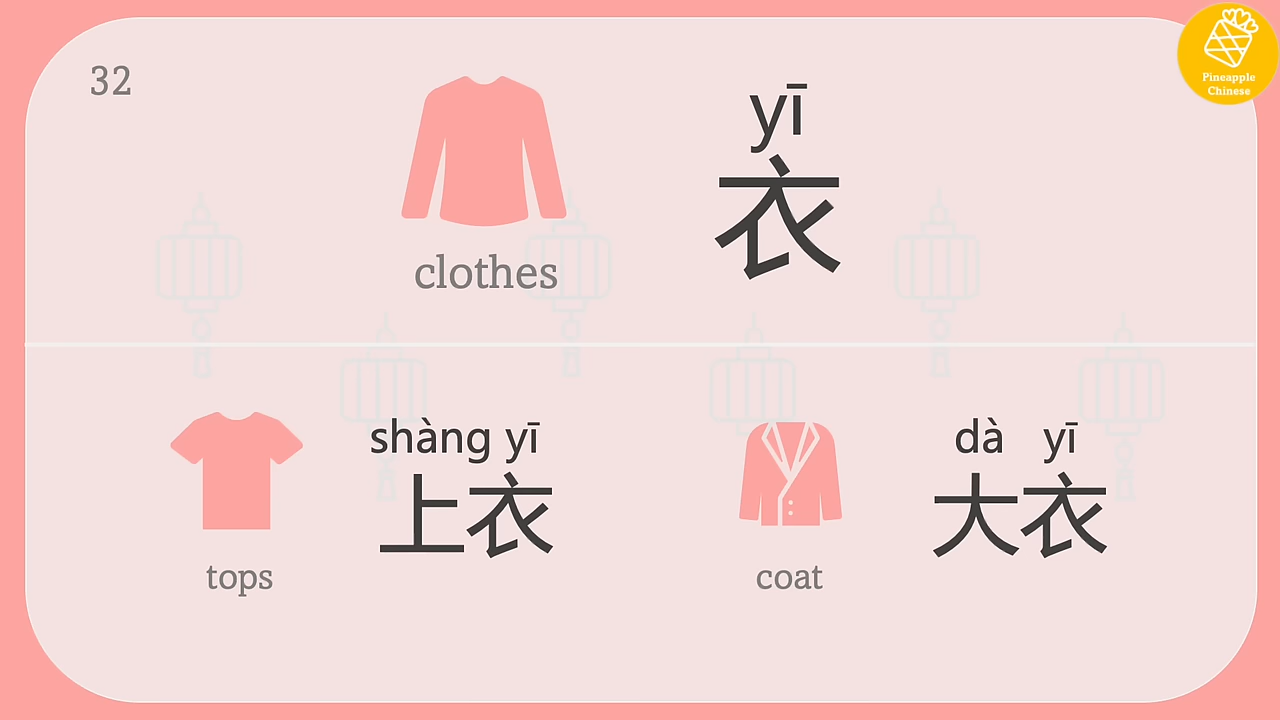 32
Pineapple
Chinese
yī
衣
clothes
shàng yī
上衣
tops
dà yī
大衣
coat